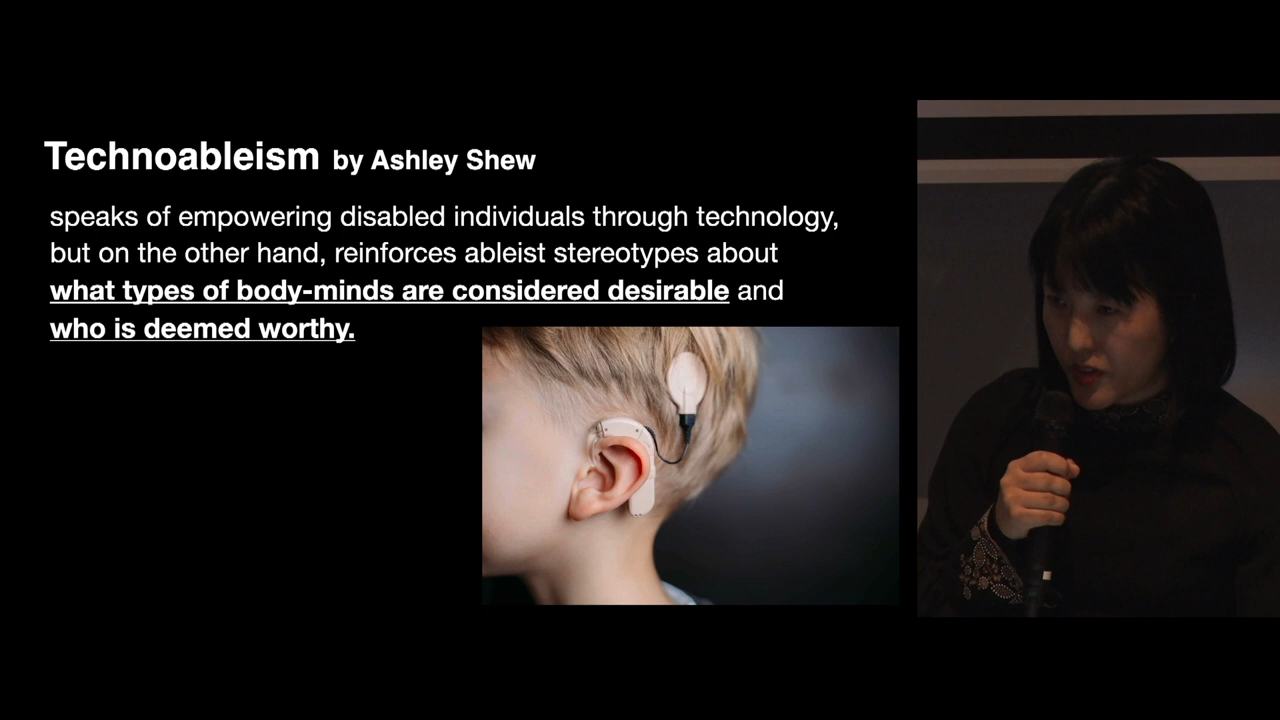 Technoableism by Ashley Shew
speaks of empowering disabled individuals through technology,
but on the other hand, reinforces ableist stereotypes about
what types of body-minds are considered desirable and
who is deemed worthy.